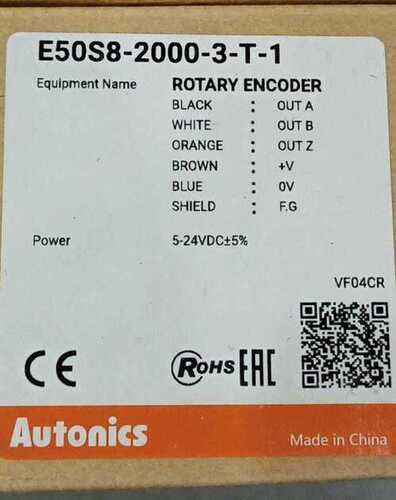 E50S8-2000-3-T-1
Equipment Name ROTARY ENCODER
BLACK : OUT A
WHITE : OUT B
ORANGE : OUT Z
BROWN : +V
BLUE : 0V
SHIELD : F.G
Power 5-24VDC±5%
VF04CR
CE RoHS EAC
Autonics Made in China